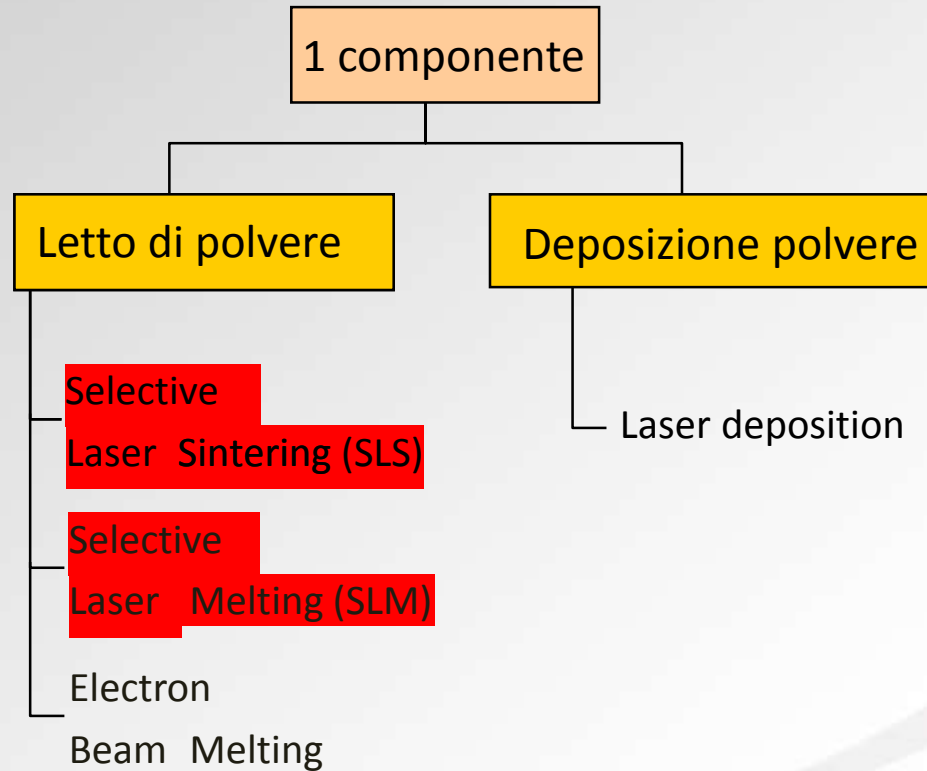 1 componente
Letto di polvere
Deposizione polvere
Selective
Laser Sintering (SLS)
Laser deposition
Selective
Laser Melting (SLM)
Electron
Beam Melting